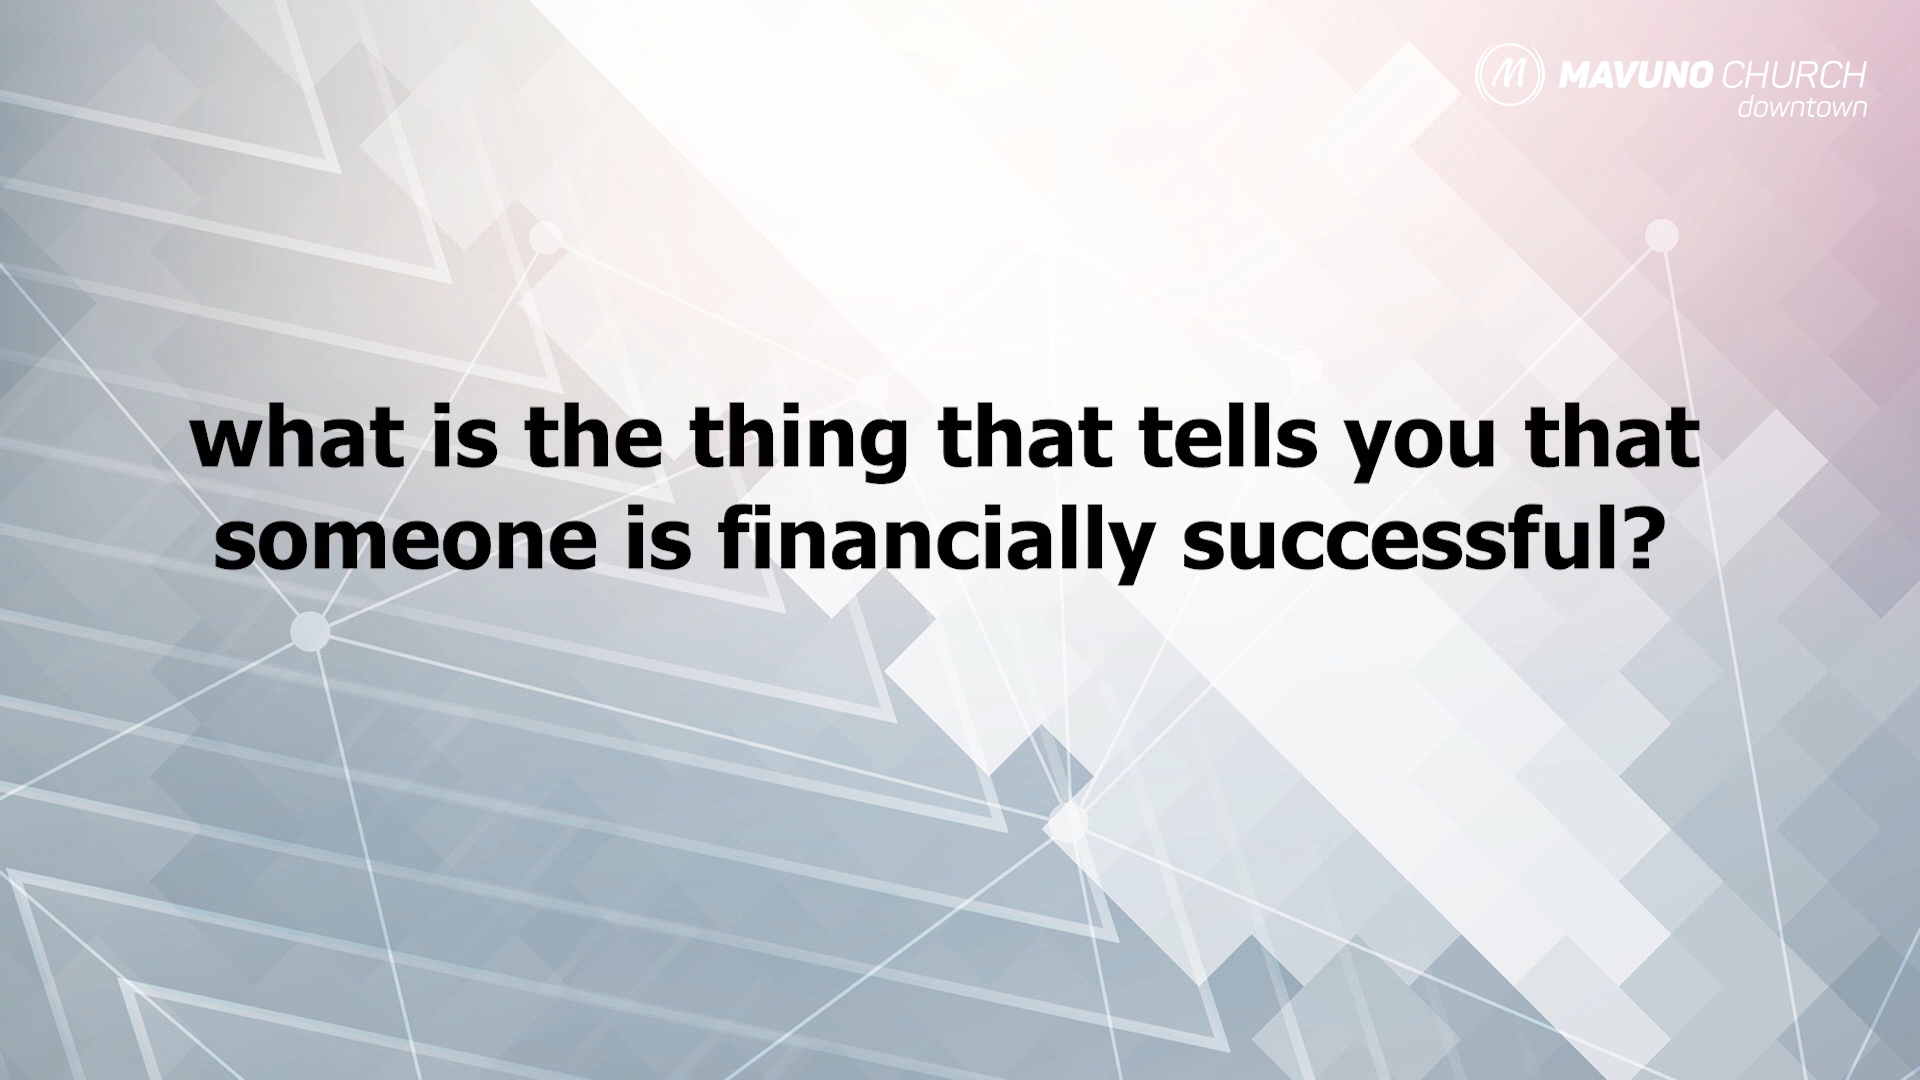 MAVUNO CHURCH
downtown
what is the thing that tells you that
someone is financially successful?